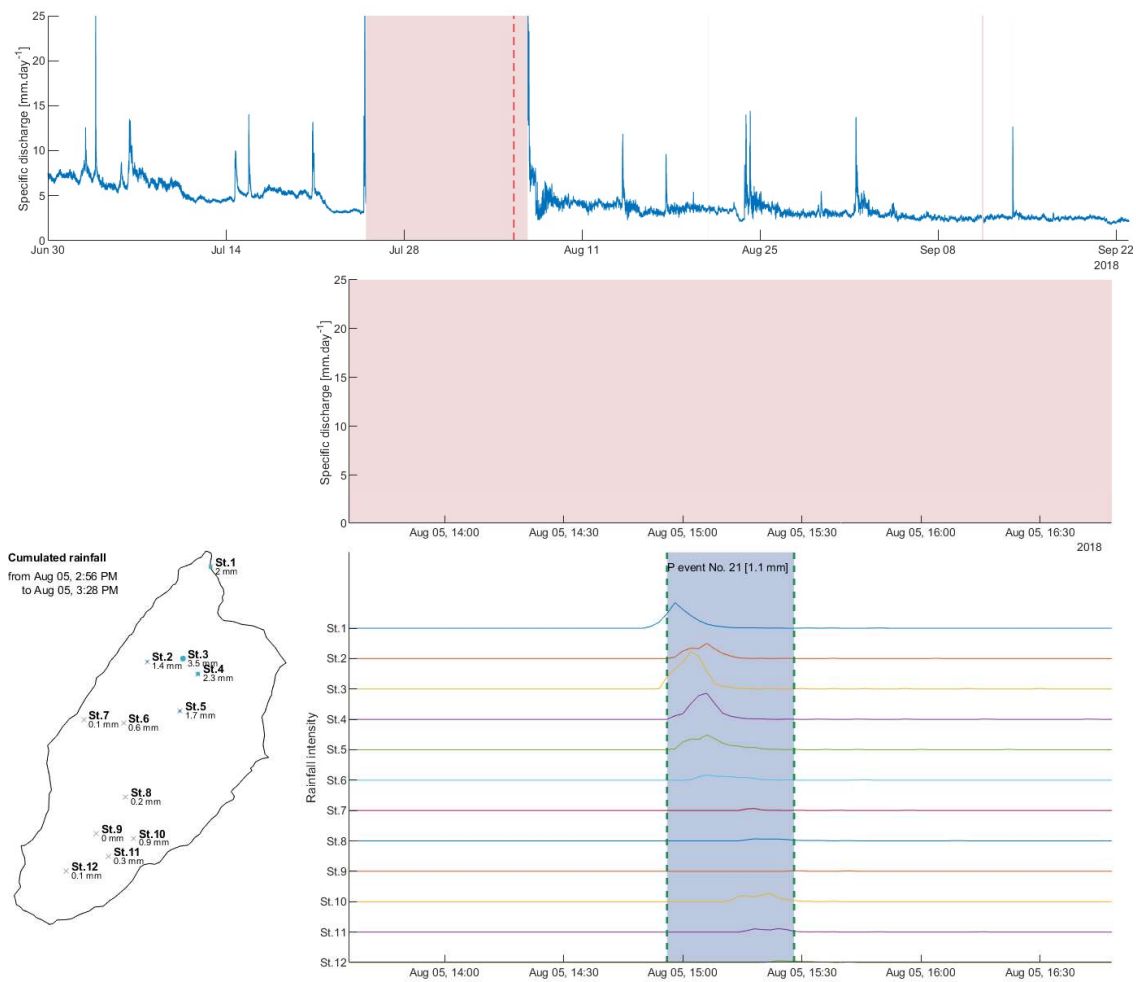 25
20
15
10
5
0
Specific discharge [mm.day-1]
Jun 30
Jul 14
Jul 28
Aug 11
Aug 25
Sep 08
Sep 22
2018
25
20
15
10
5
0
Specific discharge [mm.day-1]
Aug 05, 14:00
Aug 05, 14:30
Aug 05, 15:00
Aug 05, 15:30
Aug 05, 16:00
Aug 05, 16:30
2018
Cumulated rainfall
from Aug 05, 2:56 PM
to Aug 05, 3:28 PM
St.1
2 mm
St.2
1.4 mm
St.3
3.5 mm
St.4
2.3 mm
St.5
1.7 mm
St.7
0.1 mm
St.6
0.6 mm
St.8
0.2 mm
St.9
0 mm
St.10
0.9 mm
St.11
0.3 mm
St.12
0.1 mm
P event No. 21 [1.1 mm]
Rainfall intensity
St.1
St.2
St.3
St.4
St.5
St.6
St.7
St.8
St.9
St.10
St.11
St.12
Aug 05, 14:00
Aug 05, 14:30
Aug 05, 15:00
Aug 05, 15:30
Aug 05, 16:00
Aug 05, 16:30